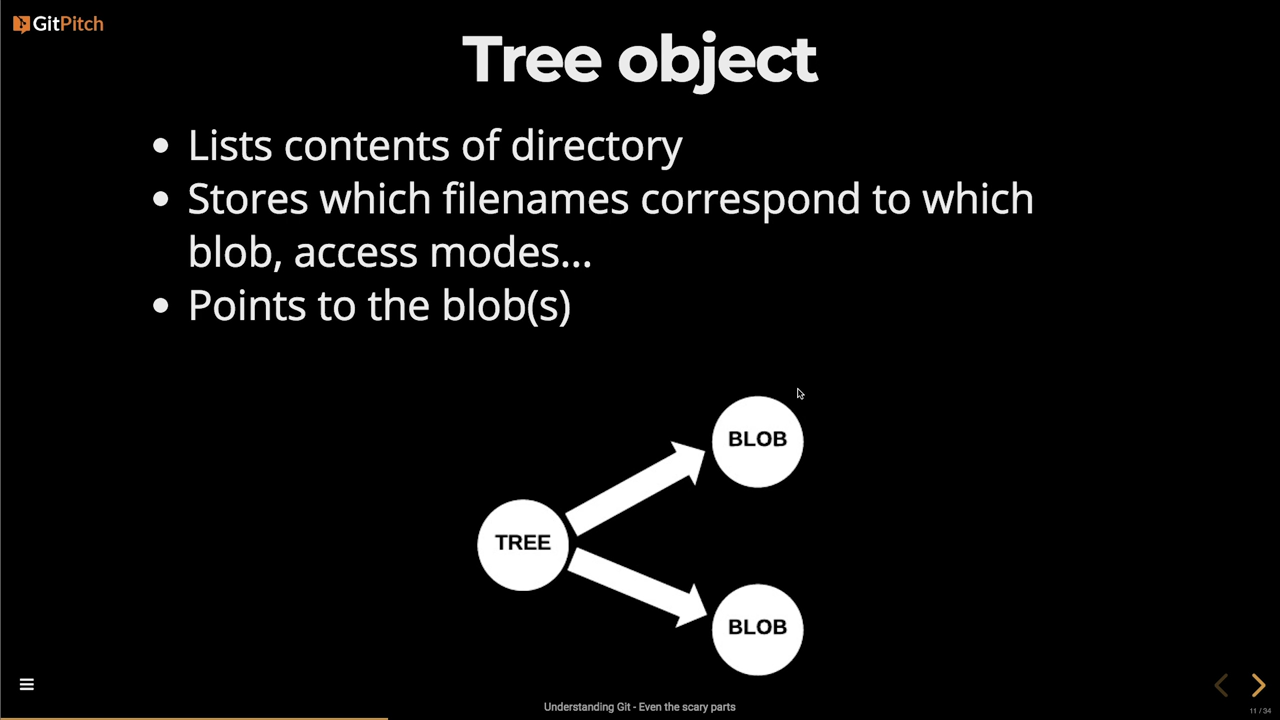 GitPitch
Tree object
• Lists contents of directory
• Stores which filenames correspond to which
blob, access modes...
• Points to the blob(s)
BLOB
TREE
BLOB
Understanding Git - Even the scary parts
11 / 34